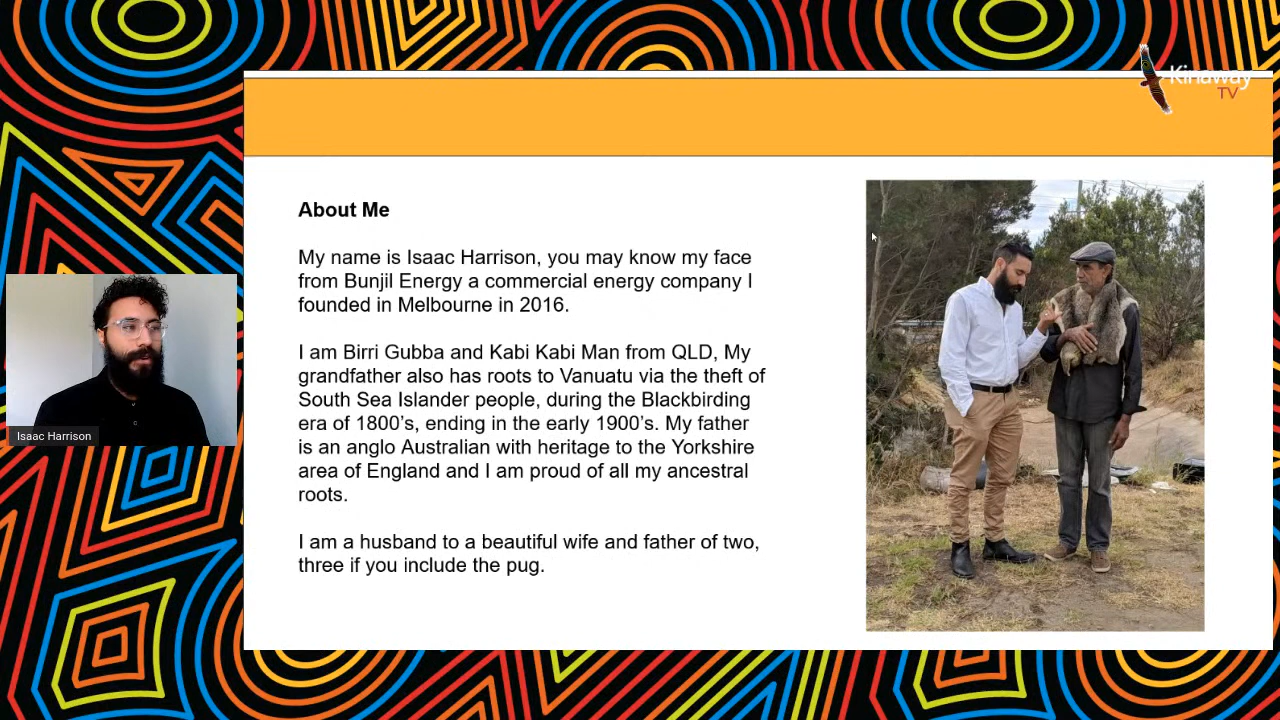 Kinaway
TV
About Me
My name is Isaac Harrison, you may know my face
from Bunjil Energy a commercial energy company I
founded in Melbourne in 2016.
I am Birri Gubba and Kabi Kabi Man from QLD, My
grandfather also has roots to Vanuatu via the theft of
South Sea Islander people, during the Blackbirding
era of 1800's, ending in the early 1900's. My father
is an anglo Australian with heritage to the Yorkshire
area of England and I am proud of all my ancestral
roots.
I am a husband to a beautiful wife and father of two,
three if you include the pug.
Isaac Harrison